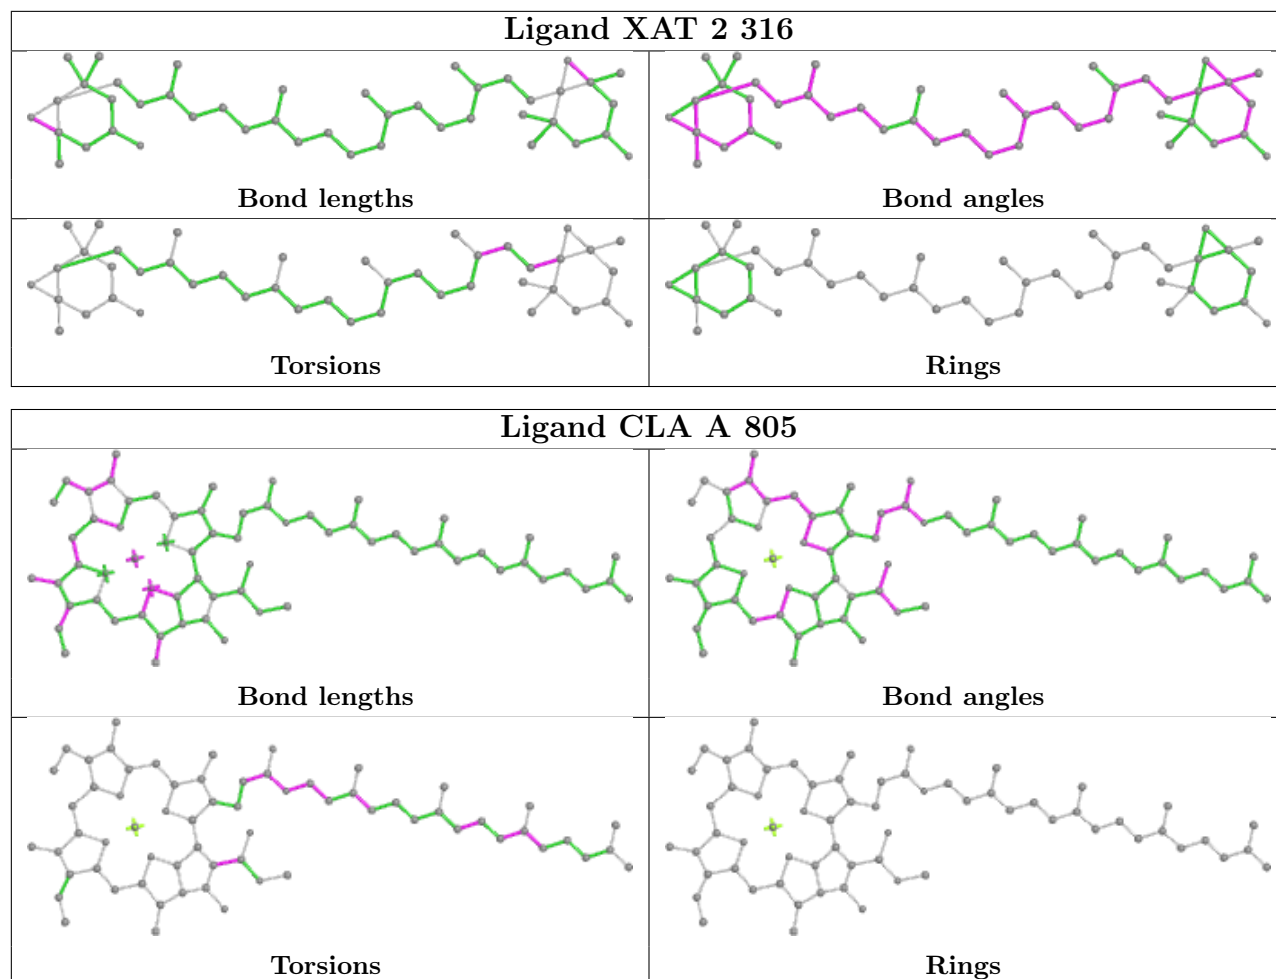 Ligand XAT 2 316
Bond lengths
Bond angles
Torsions
Rings
Ligand CLA A 805
Bond lengths
Bond angles
Torsions
Rings